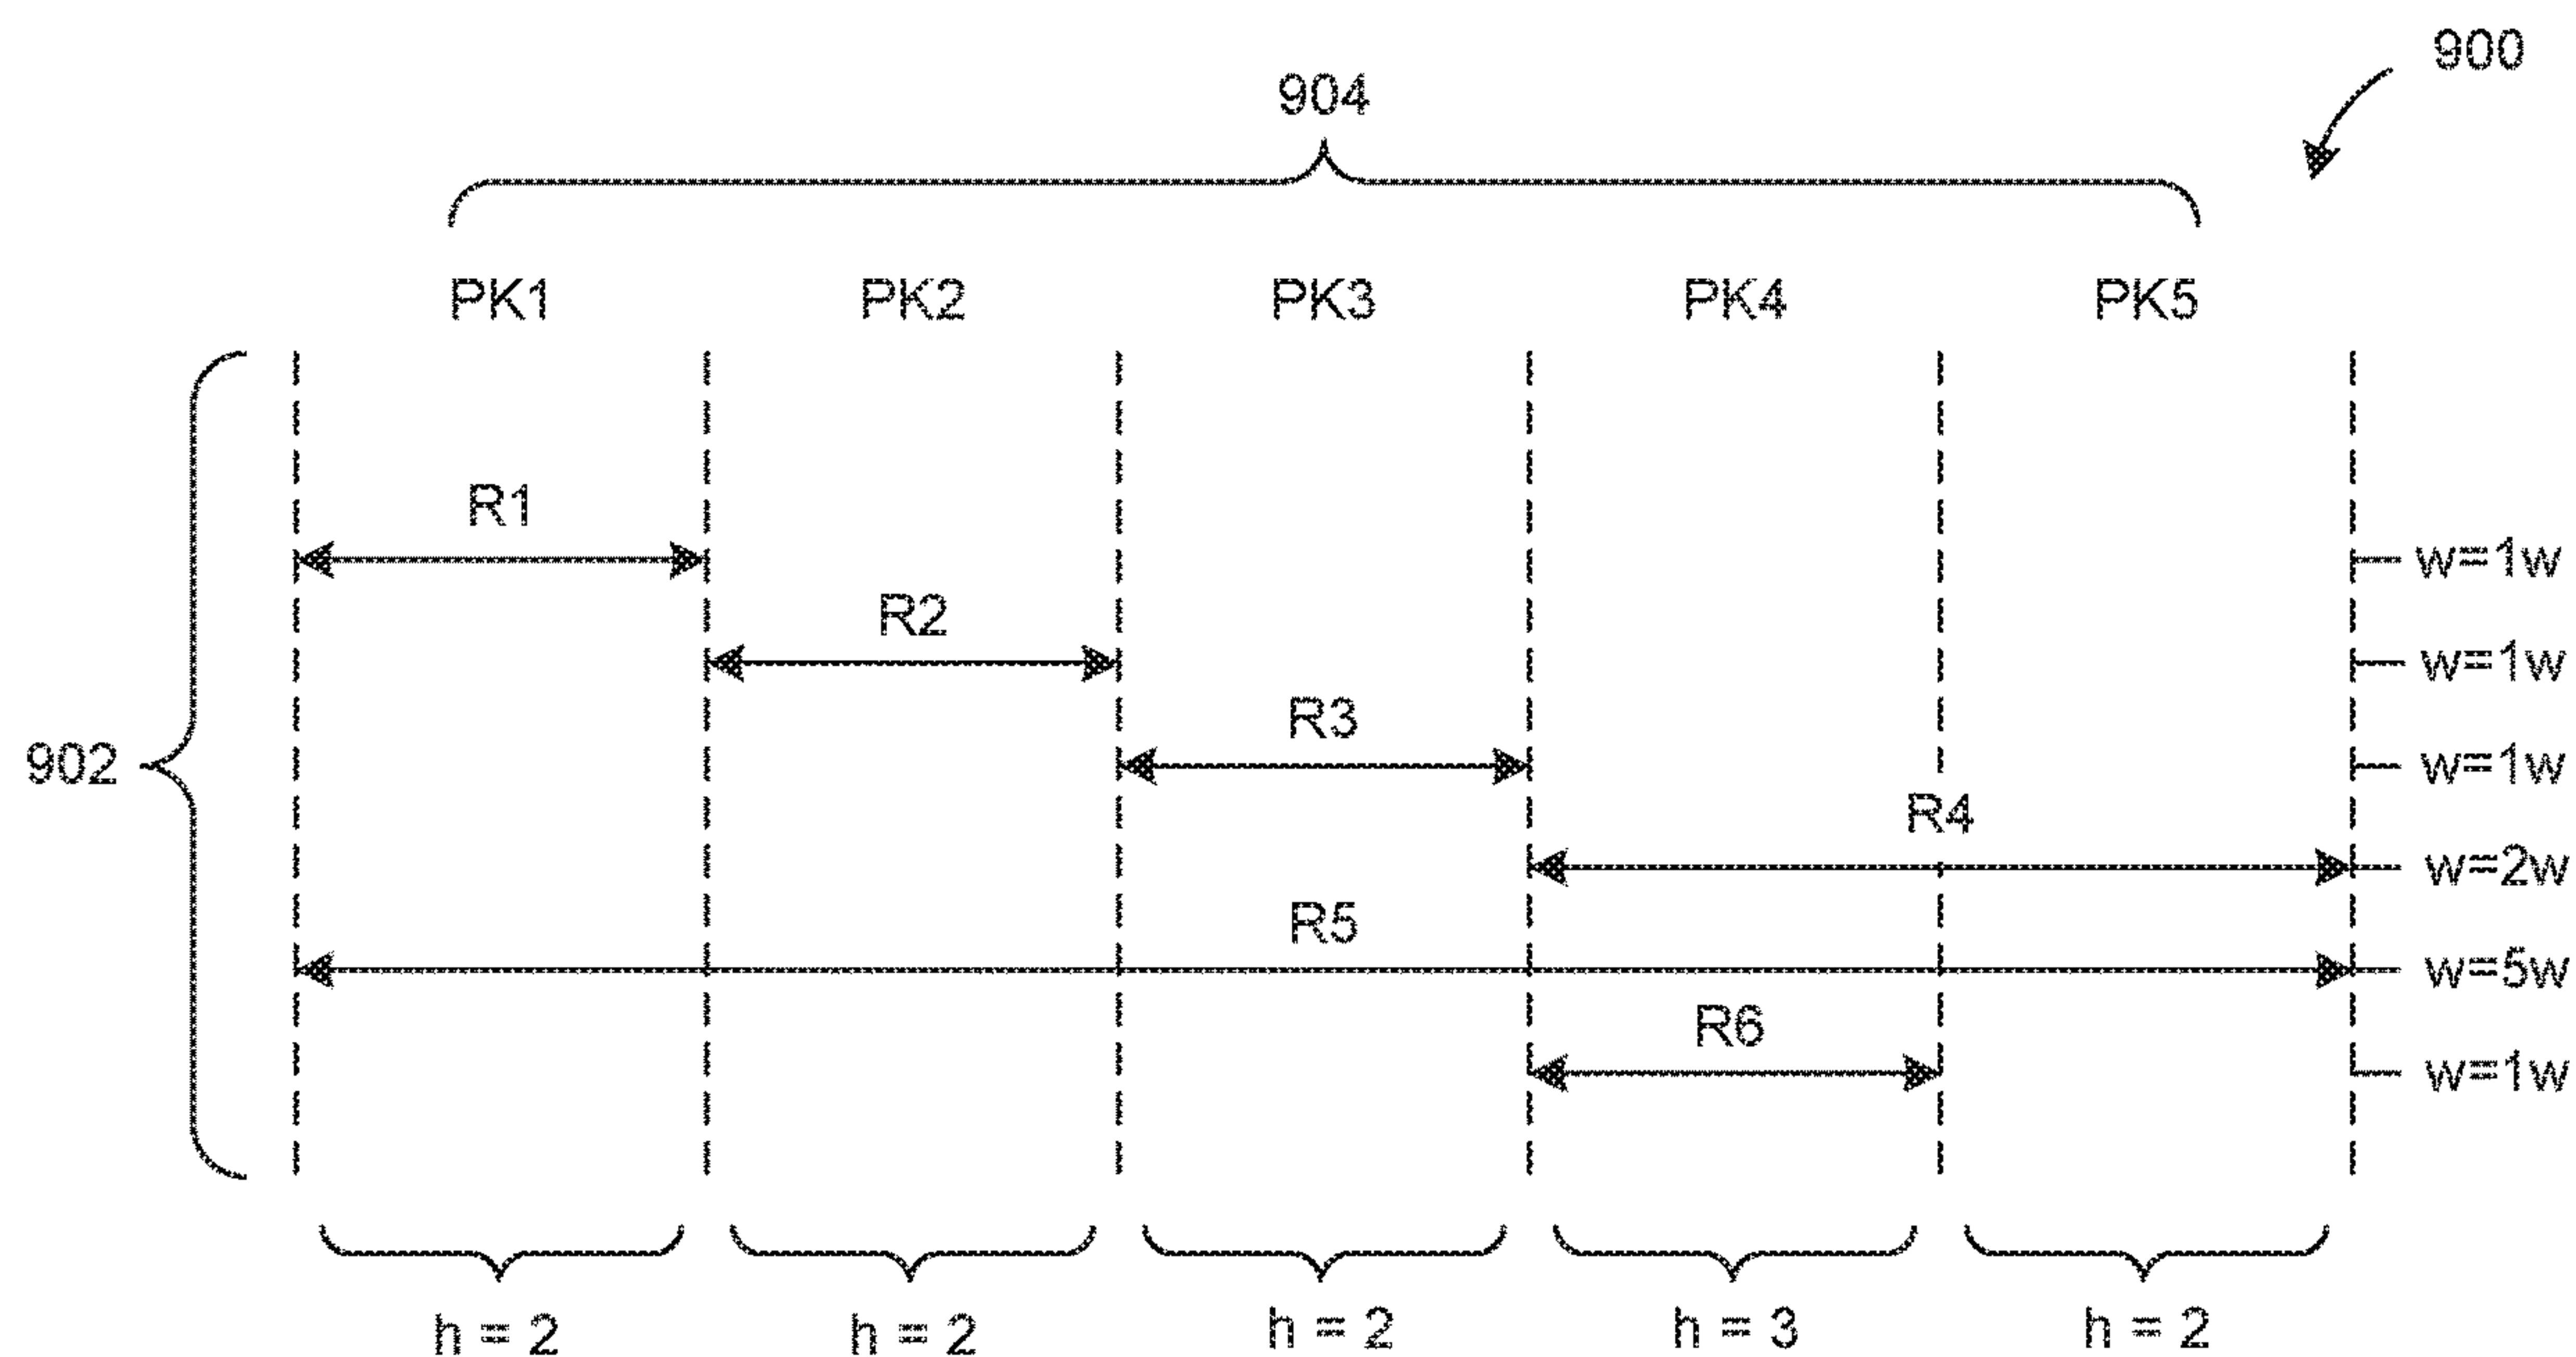 900
904
PK1 PK2 PK3 PK4 PK5
R1
w=1w
R2
w=1w
R3
902
w=1w
R4
w=2w
R5
w=5w
R6
w=1w
h = 2 h = 2 h = 2 h = 3 h = 2